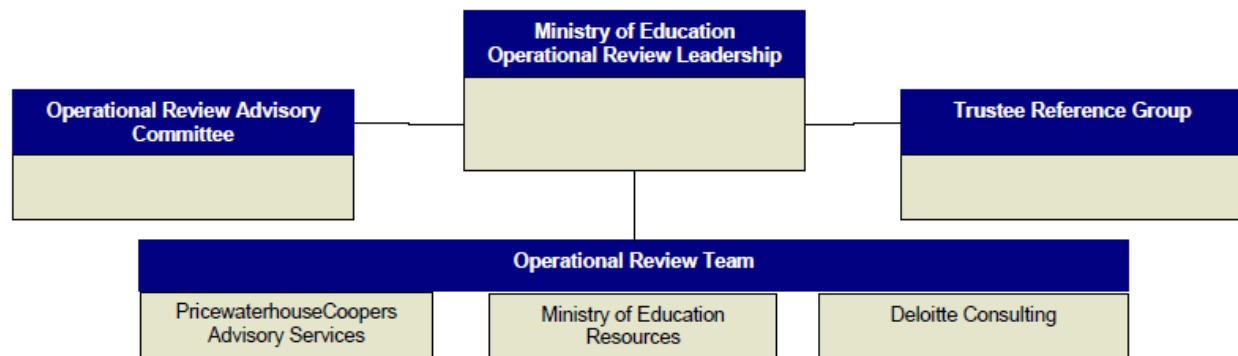 Ministry of Education
Operational Review Leadership
Operational Review Advisory
Committee
Trustee Reference Group
Operational Review Team
PricewaterhouseCoopers
Advisory Services
Ministry of Education
Resources
Deloitte Consulting